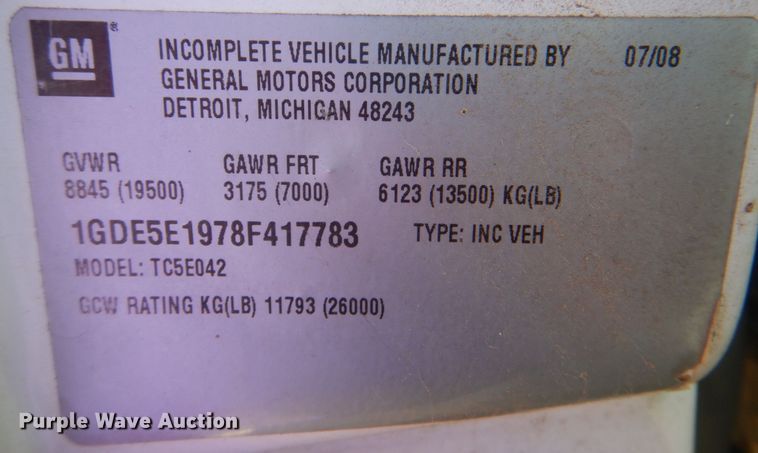 GM®
INCOMPLETE VEHICLE MANUFACTURED BY 07/08
GENERAL MOTORS CORPORATION
DETROIT, MICHIGAN 48243
GVWR GAWR FRT GAWR RR
8845 (19500) 3175 (7000) 6123 (13500) KG(LB)
1GDE5E1978F417783 TYPE: INC VEH
MODEL: TC5E042
GCW RATING KG(LB) 11793 (26000)
Purple Wave Auction